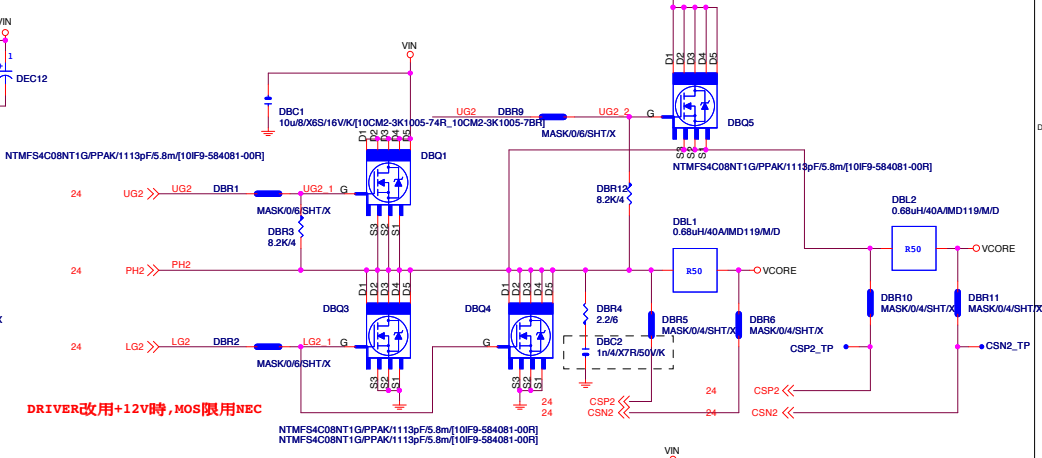 VIN
1
DEC12
VIN
DBC1
10u/8/X6S/16V/K/[10CM2-3K1005-74R_10CM2-3K1005-7BR]
D1
D2
D3
D4
D5
DBQ1
NTMFS4C08NT1G/PPAK/1113pF/5.8m/[10IF9-584081-00R]
24
UG2
UG2
DBR1
UG2_1
G
MASK/0/6/SHT/X
DBR3
8.2K/4
S3
S2
S1
UG2
DBR9
UG2_2
G
MASK/0/6/SHT/X
D1
D2
D3
D4
D5
DBQ5
S3
S2
S1
NTMFS4C08NT1G/PPAK/1113pF/5.8m/[10IF9-584081-00R]
DBR12
8.2K/4
DBL1
0.68uH/40A/IMD119/M/D
R50
VCORE
DBL2
0.68uH/40A/IMD119/M/D
R50
VCORE
24
PH2
PH2
D1
D2
D3
D4
D5
DBQ3
D1
D2
D3
D4
D5
DBQ4
DBR4
2.2/6
DBC2
1n/4/X7R/50V/K
DBR5
MASK/0/4/SHT/X
DBR6
MASK/0/4/SHT/X
DBR10
MASK/0/4/SHT/X
DBR11
MASK/0/4/SHT/X
CSP2_TP
CSN2_TP
24
LG2
LG2
DBR2
LG2_1
G
MASK/0/6/SHT/X
S3
S2
S1
G
S3
S2
S1
24
CSP2
24
CSN2
24
CSP2
24
CSN2
DRIVER改用+12V時,MOS限用NEC
NTMFS4C08NT1G/PPAK/1113pF/5.8m/[10IF9-584081-00R]
NTMFS4C08NT1G/PPAK/1113pF/5.8m/[10IF9-584081-00R]
VIN